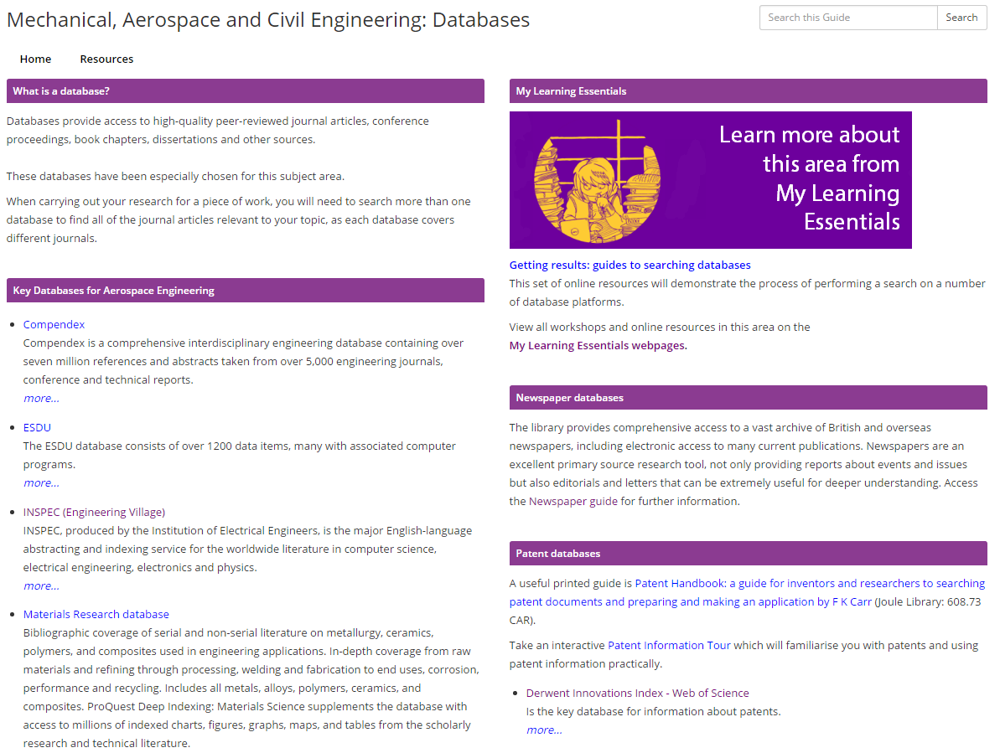 Mechanical, Aerospace and Civil Engineering: Databases
Search this Guide
Search
Home
Resources
What is a database?
Databases provide access to high-quality peer-reviewed journal articles, conference
proceedings, book chapters, dissertations and other sources.
These databases have been especially chosen for this subject area.
When carrying out your research for a piece of work, you will need to search more than one
database to find all of the journal articles relevant to your topic, as each database covers
different journals.
Key Databases for Aerospace Engineering
Compendex
Compendex is a comprehensive interdisciplinary engineering database containing over
seven million references and abstracts taken from over 5,000 engineering journals,
conference and technical reports.
more...
ESDU
The ESDU database consists of over 1200 data items, many with associated computer
programs.
more...
INSPEC (Engineering Village)
INSPEC, produced by the Institution of Electrical Engineers, is the major English-language
abstracting and indexing service for the worldwide literature in computer science,
electrical engineering, electronics and physics.
more...
Materials Research database
Bibliographic coverage of serial and non-serial literature on metallurgy, ceramics,
polymers, and composites used in engineering applications. In-depth coverage from raw
materials and refining through processing, welding and fabrication to end uses, corrosion,
performance and recycling. Includes all metals, alloys, polymers, ceramics, and
composites. ProQuest Deep Indexing: Materials Science supplements the database with
access to millions of indexed charts, figures, graphs, maps, and tables from the scholarly
research and technical literature.
My Learning Essentials
Learn more about
this area from
My Learning
Essentials
Getting results: guides to searching databases
This set of online resources will demonstrate the process of performing a search on a number
of database platforms.
View all workshops and online resources in this area on the
My Learning Essentials webpages.
Newspaper databases
The library provides comprehensive access to a vast archive of British and overseas
newspapers, including electronic access to many current publications. Newspapers are an
excellent primary source research tool, not only providing reports about events and issues
but also editorials and letters that can be extremely useful for deeper understanding. Access
the Newspaper guide for further information.
Patent databases
A useful printed guide is Patent Handbook: a guide for inventors and researchers to searching
patent documents and preparing and making an application by F K Carr (Joule Library: 608.73
CAR).
Take an interactive Patent Information Tour which will familiarise you with patents and using
patent information practically.
Derwent Innovations Index - Web of Science
Is the key database for information about patents.
more...